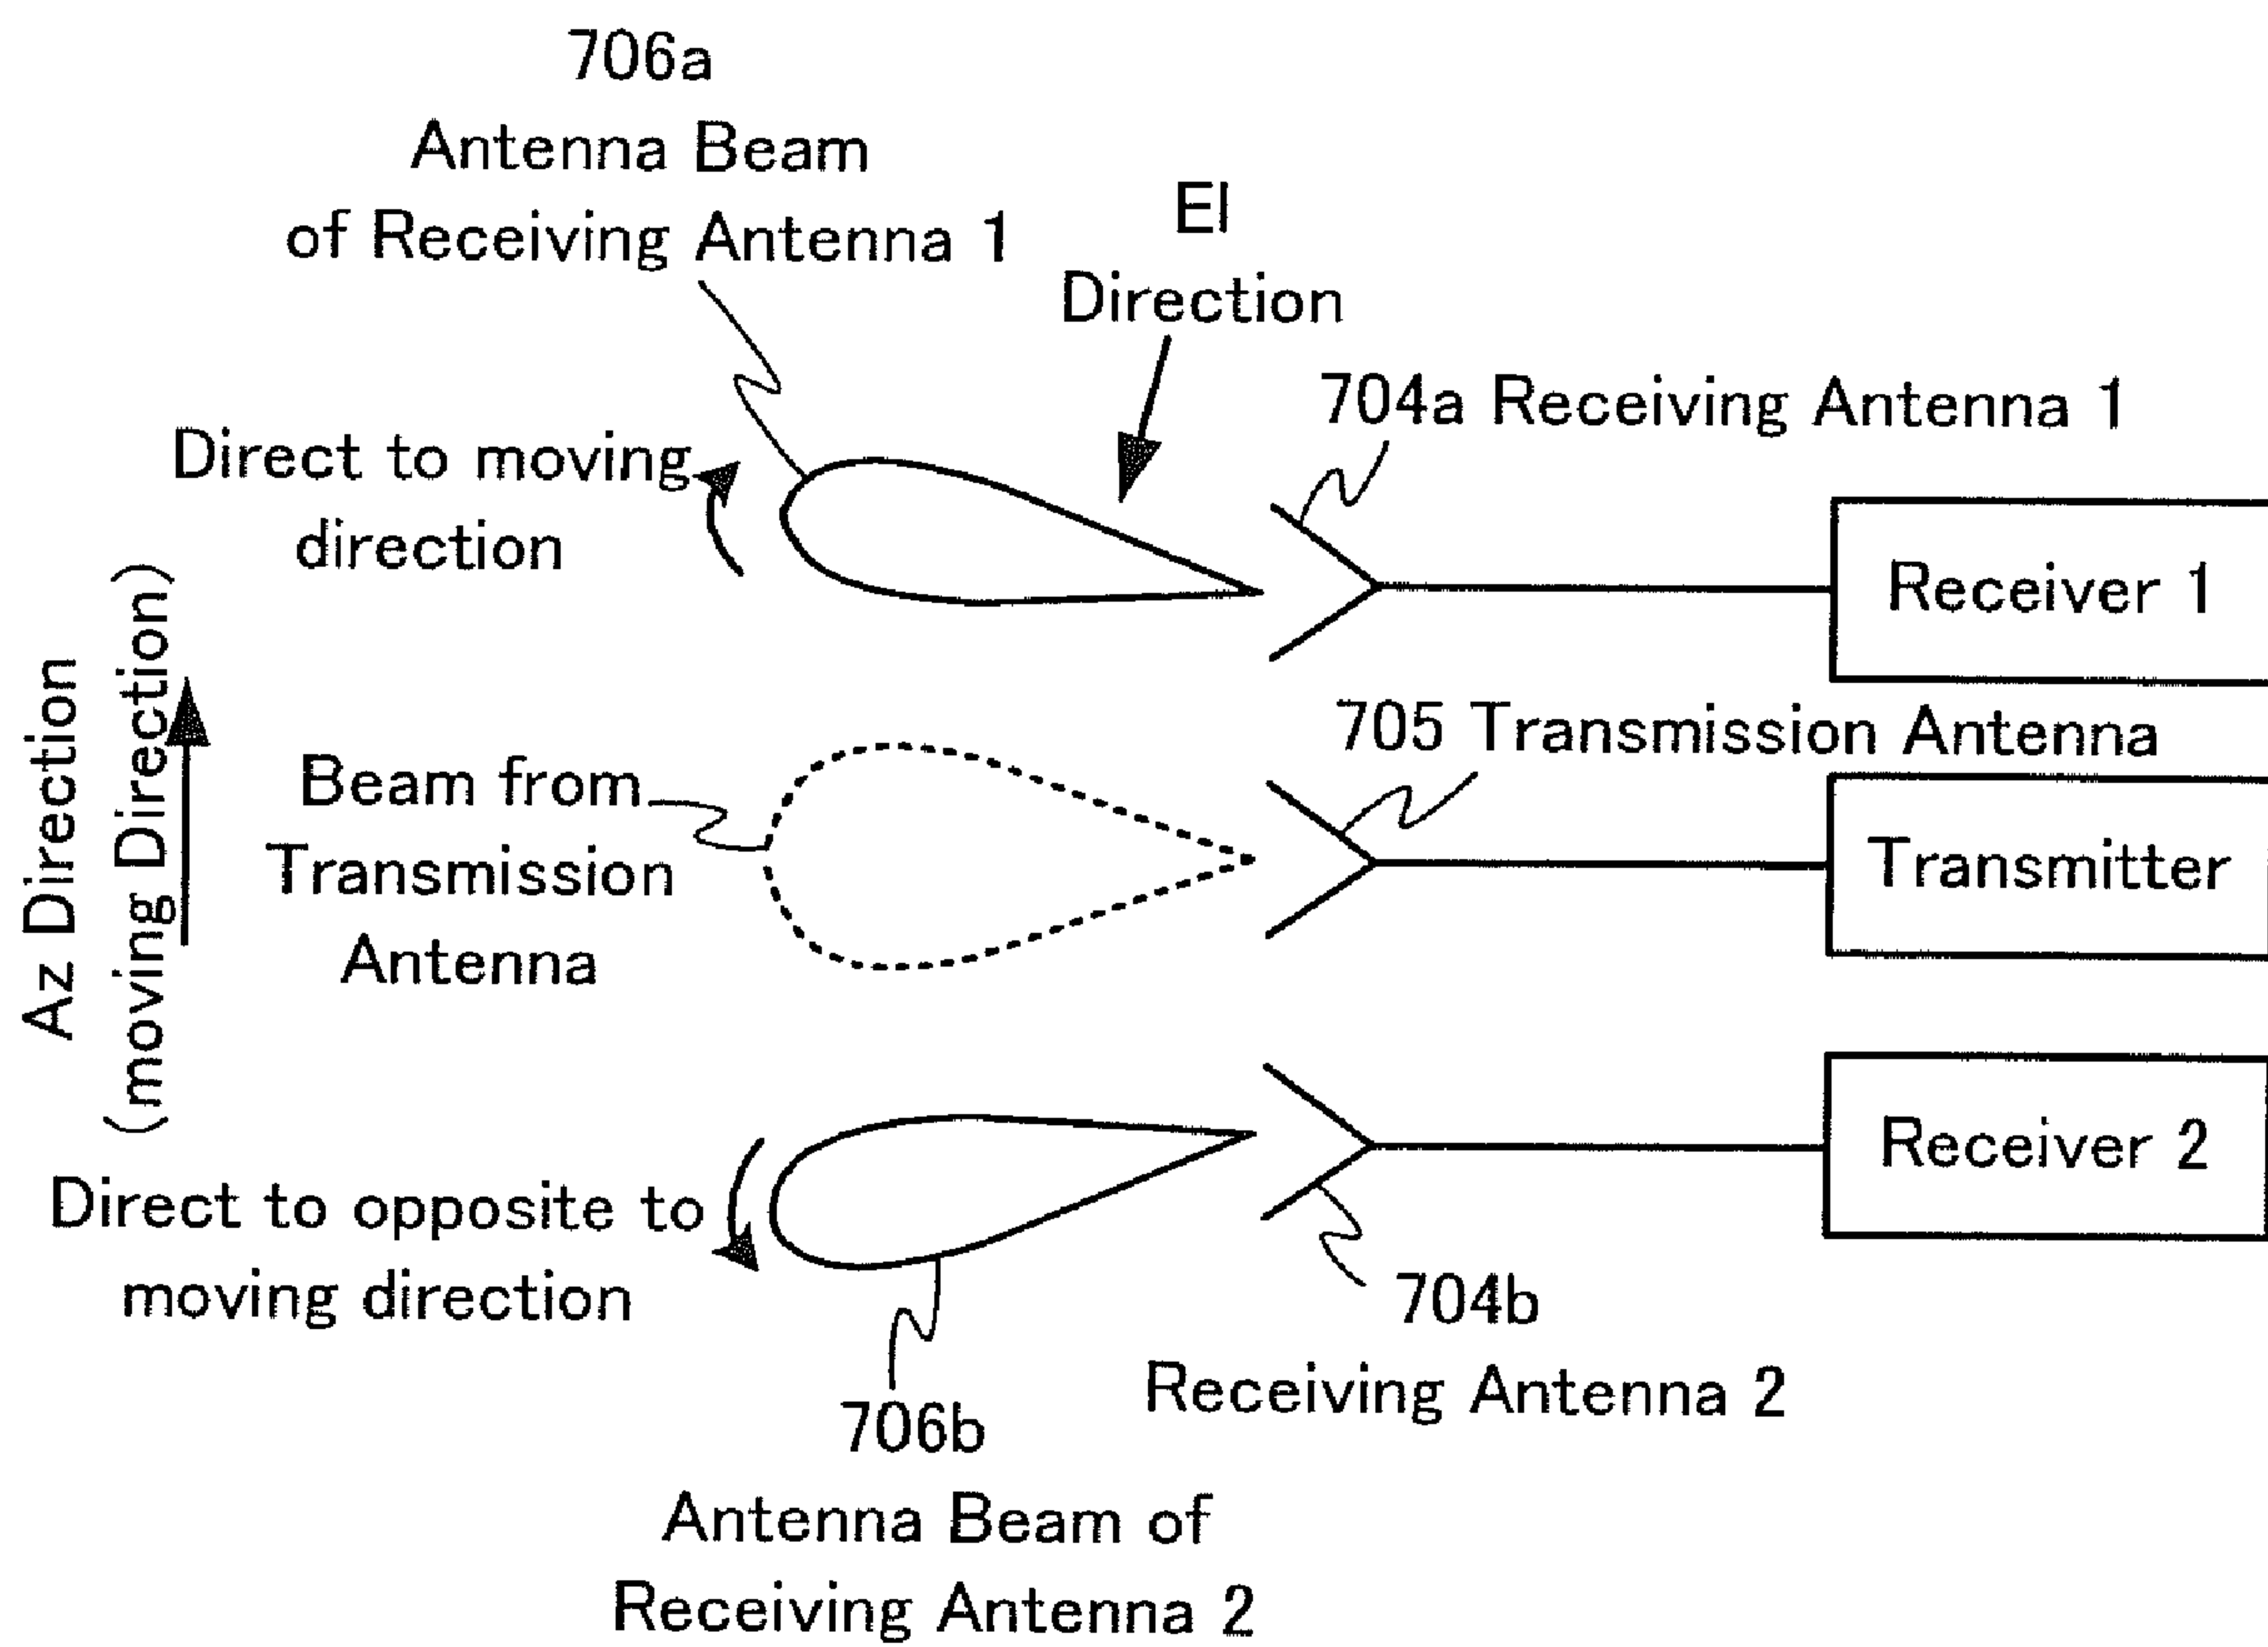 706a
Antenna Beam
of Receiving Antenna 1
El
Direction
704a Receiving Antenna 1
Direct to moving
direction
Receiver 1
Az Direction
(moving Direction)
705 Transmission Antenna
Beam from
Transmission
Antenna
Transmitter
Direct to opposite to
moving direction
Receiver 2
704b
Receiving Antenna 2
706b
Antenna Beam of
Receiving Antenna 2